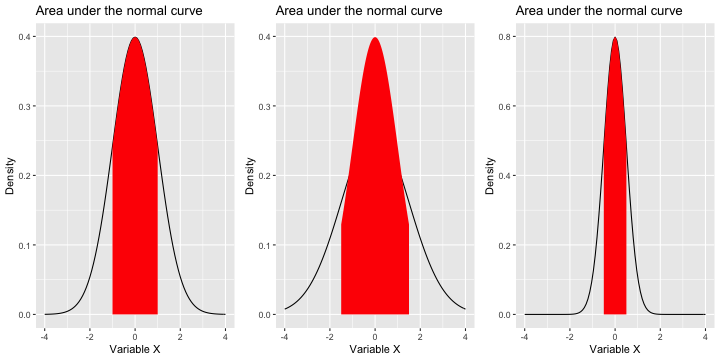 Area under the normal curve
Density
0.4
0.3
0.2
0.1
0.0
-4 -2 0 2 4
Variable X
Area under the normal curve
Density
0.4
0.3
0.2
0.1
0.0
-4 -2 0 2 4
Variable X
Area under the normal curve
Density
0.8
0.6
0.4
0.2
0.0
-4 -2 0 2 4
Variable X